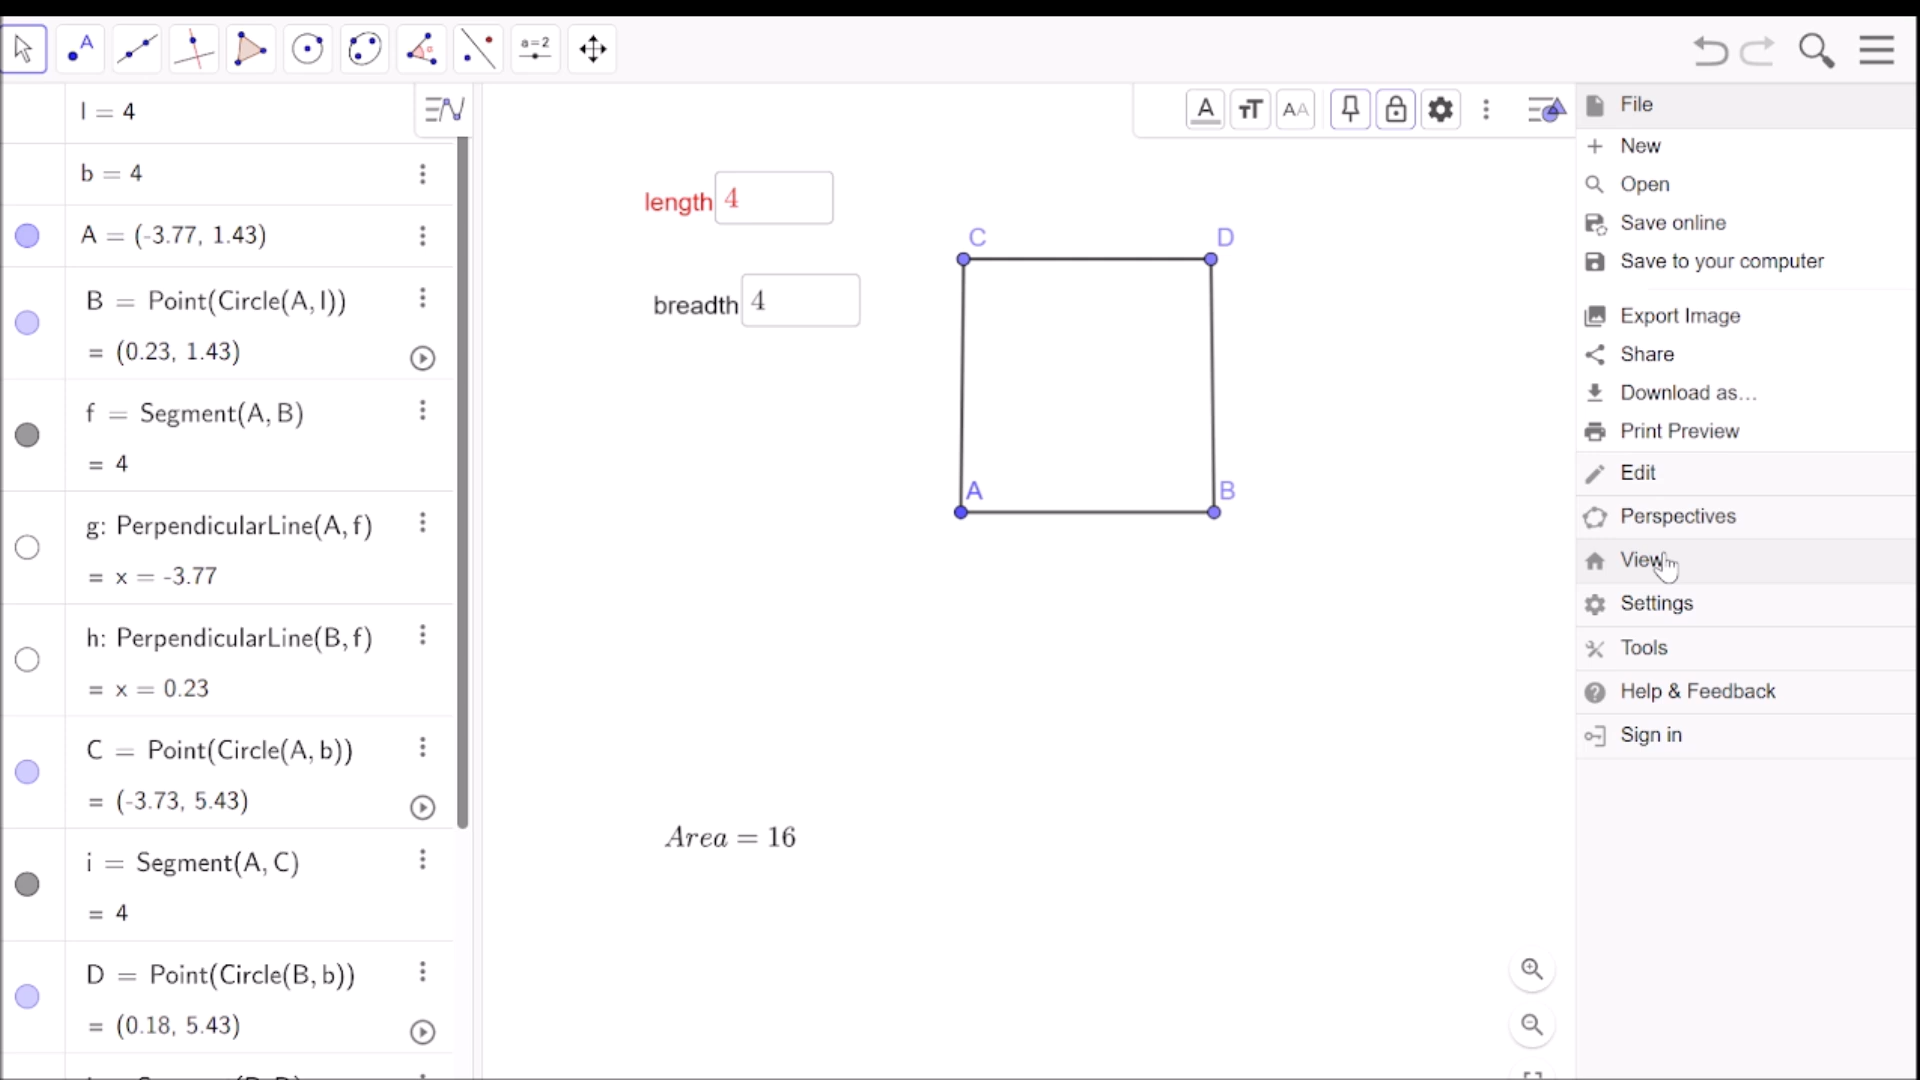 A
a=2
l = 4
b = 4
A = (-3.77, 1.43)
B = Point(Circle(A, l))
= (0.23, 1.43)
f = Segment(A, B)
= 4
g: PerpendicularLine(A, f)
= x = -3.77
h: PerpendicularLine(B, f)
= x = 0.23
C = Point(Circle(A, b))
= (-3.73, 5.43)
i = Segment(A, C)
= 4
D = Point(Circle(B, b))
= (0.18, 5.43)
A TT AA
length 4
breadth 4
C D
A B
Area = 16
File
New
Open
Save online
Save to your computer
Export Image
Share
Download as...
Print Preview
Edit
Perspectives
View
Settings
Tools
Help & Feedback
Sign in